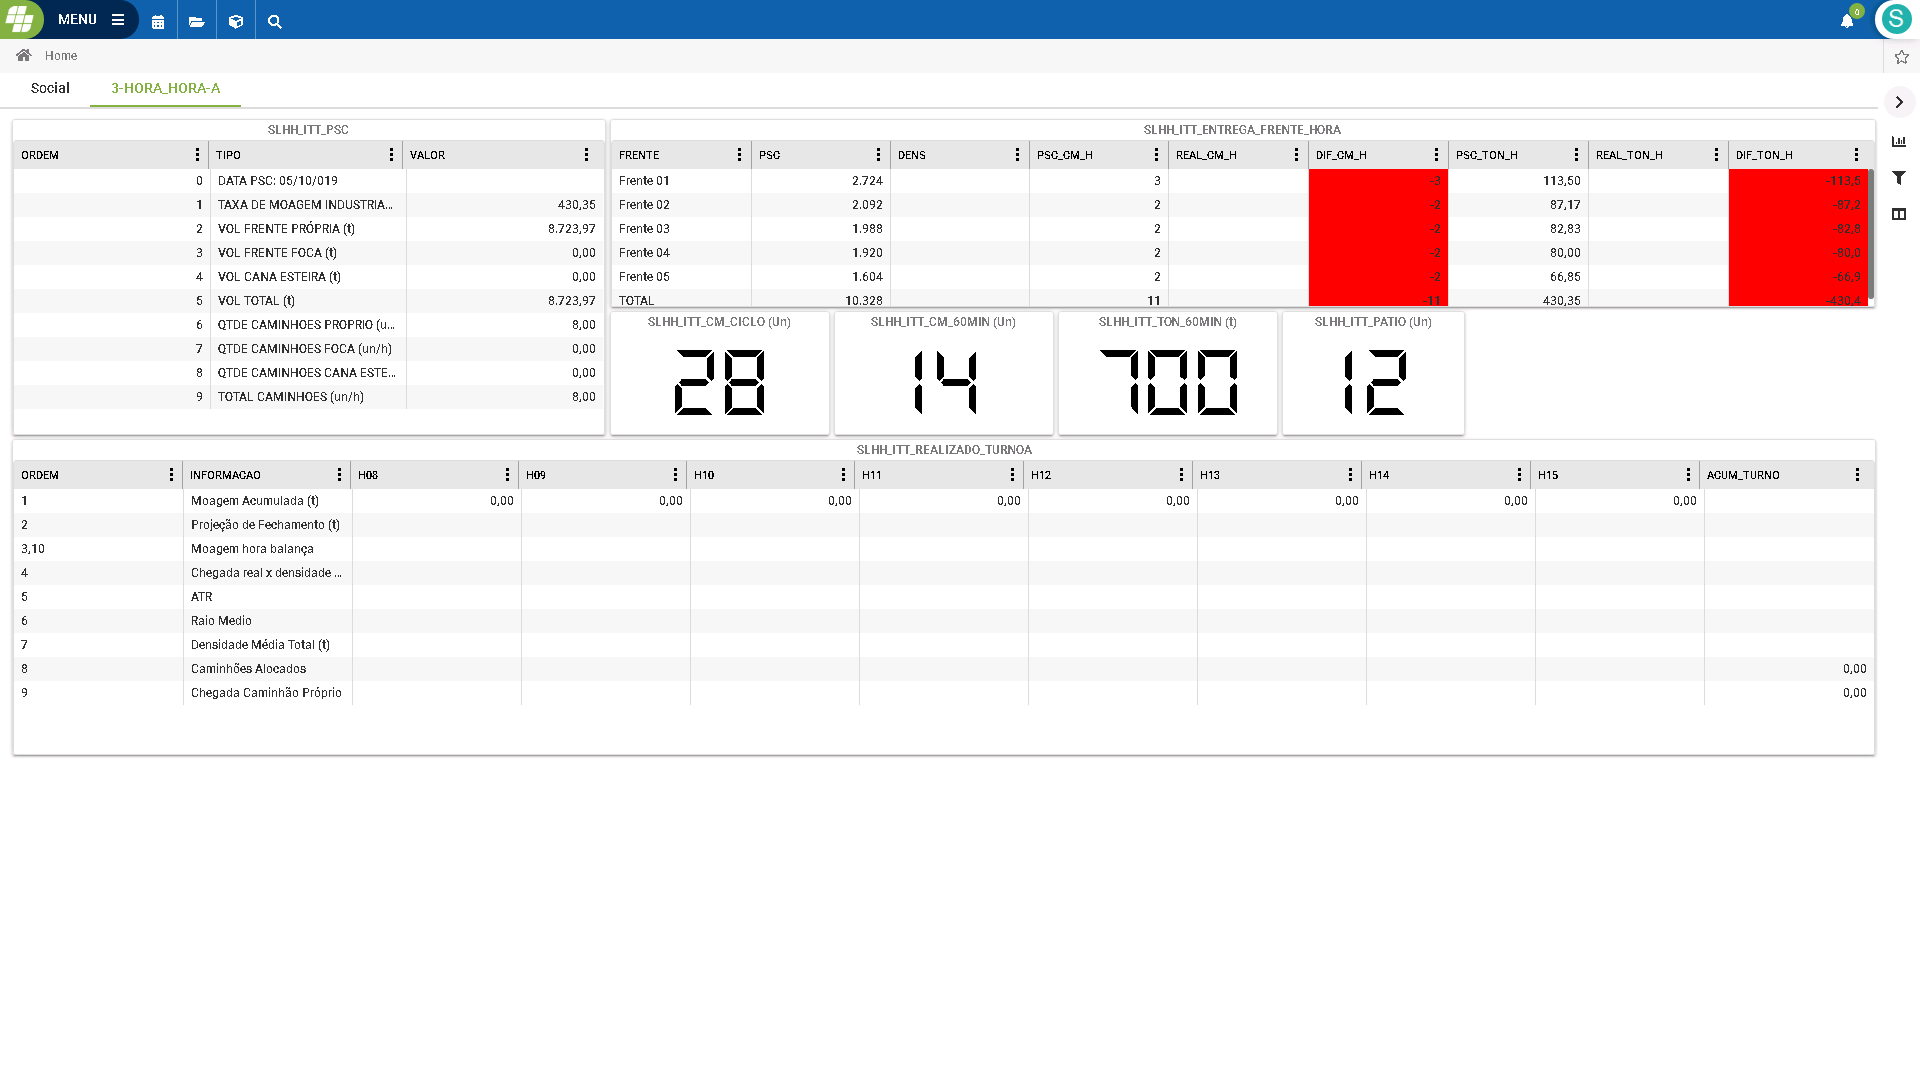 MENU
0
S
Home
Social 3-HORA_HORA-A
SLHH_ITT_PSC
ORDEM TIPO VALOR
0 DATA PSC: 05/10/019
1 TAXA DE MOAGEM INDUSTRIA... 430,35
2 VOL FRENTE PRÓPRIA (t) 8.723,97
3 VOL FRENTE FOCA (t) 0,00
4 VOL CANA ESTEIRA (t) 0,00
5 VOL TOTAL (t) 8.723,97
6 QTDE CAMINHOES PROPRIO (u... 8,00
7 QTDE CAMINHOES FOCA (un/h) 0,00
8 QTDE CAMINHOES CANA ESTE... 0,00
9 TOTAL CAMINHOES (un/h) 8,00
SLHH_ITT_ENTREGA_FRENTE_HORA
FRENTE PSC DENS PSC_CM_H REAL_CM_H DIF_CM_H PSC_TON_H REAL_TON_H DIF_TON_H
Frente 01 2.724 3 -3 113,50 -113,5
Frente 02 2.092 2 -2 87,17 -87,2
Frente 03 1.988 2 -2 82,83 -82,8
Frente 04 1.920 2 -2 80,00 -80,0
Frente 05 1.604 2 -2 66,85 -66,9
TOTAL 10.328 11 -11 430,35 -430,4
SLHH_ITT_CM_CICLO (Un)
28
SLHH_ITT_CM_60MIN (Un)
14
SLHH_ITT_TON_60MIN (t)
700
SLHH_ITT_PATIO (Un)
12
SLHH_ITT_REALIZADO_TURNOA
ORDEM INFORMACAO H08 H09 H10 H11 H12 H13 H14 H15 ACUM_TURNO
1 Moagem Acumulada (t) 0,00 0,00 0,00 0,00 0,00 0,00 0,00 0,00
2 Projeção de Fechamento (t)
3,10 Moagem hora balança
4 Chegada real x densidade ...
5 ATR
6 Raio Medio
7 Densidade Média Total (t)
8 Caminhões Alocados 0,00
9 Chegada Caminhão Próprio 0,00